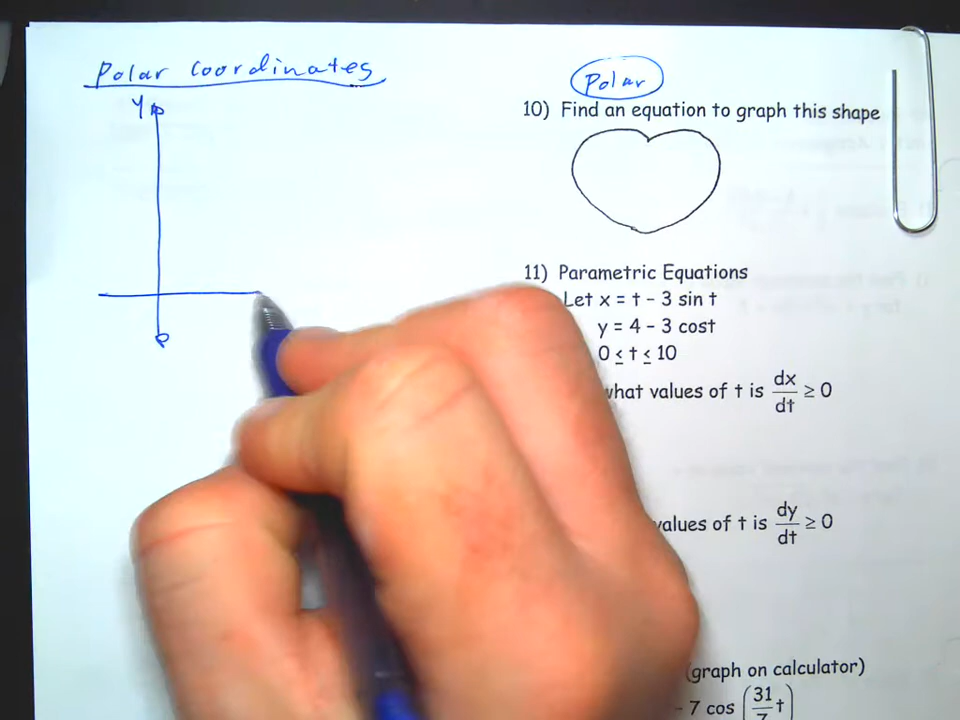 Polar Coordinates
Y
Polar
10) Find an equation to graph this shape
11) Parametric Equations
Let x = t – 3 sin t
y = 4 – 3 cost
0 ≤ t ≤ 10
what values of t is dx/dt ≥ 0
values of t is dy/dt ≥ 0
(graph on calculator)
- 7 cos (31/7 t)